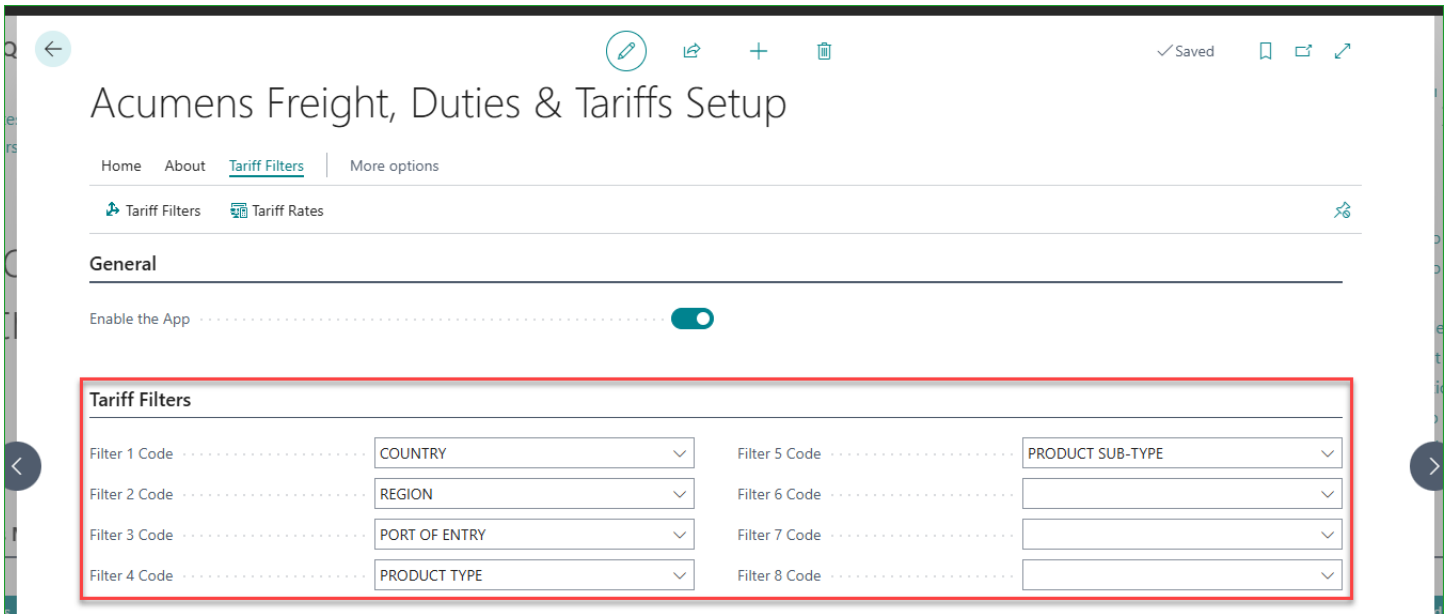 Saved
Acumens Freight, Duties & Tariffs Setup
Home About Tariff Filters More options
Tariff Filters Tariff Rates
General
Enable the App
Tariff Filters
Filter 1 Code COUNTRY Filter 5 Code PRODUCT SUB-TYPE
Filter 2 Code REGION Filter 6 Code
Filter 3 Code PORT OF ENTRY Filter 7 Code
Filter 4 Code PRODUCT TYPE Filter 8 Code